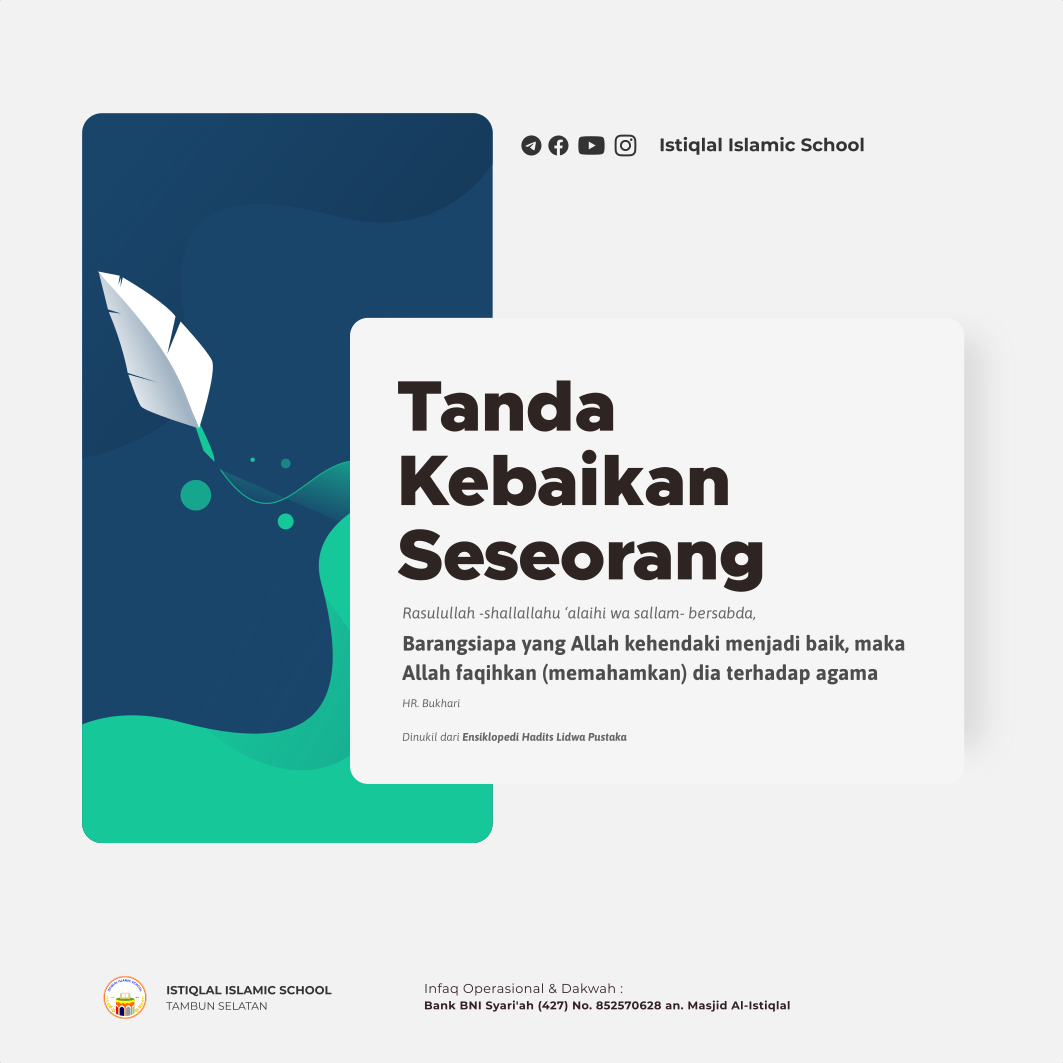 Istiqlal Islamic School
Tanda
Kebaikan
Seseorang
Rasulullah -shallallahu ‘alaihi wa sallam- bersabda,
Barangsiapa yang Allah kehendaki menjadi baik, maka
Allah faqihkan (memahamkan) dia terhadap agama
HR. Bukhari
Dinukil dari Ensiklopedi Hadits Lidwa Pustaka
ISTIQLAL ISLAMIC SCHOOL
TAMBUN SELATAN
Infaq Operasional & Dakwah :
Bank BNI Syari'ah (427) No. 852570628 an. Masjid Al-Istiqlal